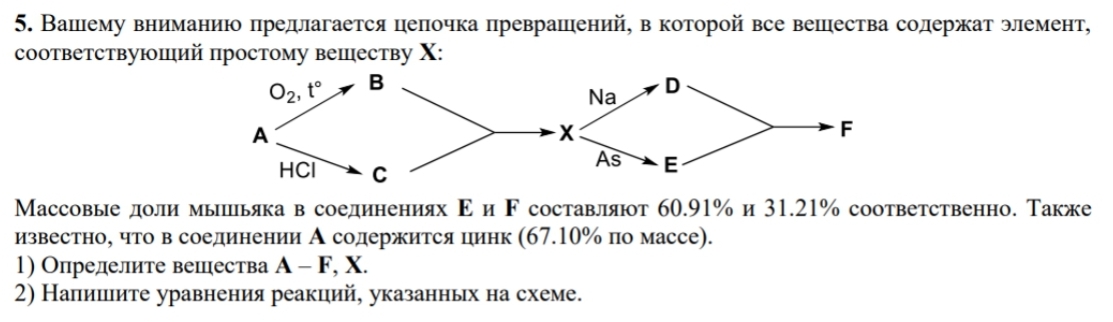 5. Вашему вниманию предлагается цепочка превращений, в которой все вещества содержат элемент,
соответствующий простому веществу X:
O₂, t° B
Na D
A X F
HCl C
As E
Массовые доли мышьяка в соединениях E и F составляют 60.91% и 31.21% соответственно. Также
известно, что в соединении A содержится цинк (67.10% по массе).
1) Определите вещества A – F, X.
2) Напишите уравнения реакций, указанных на схеме.